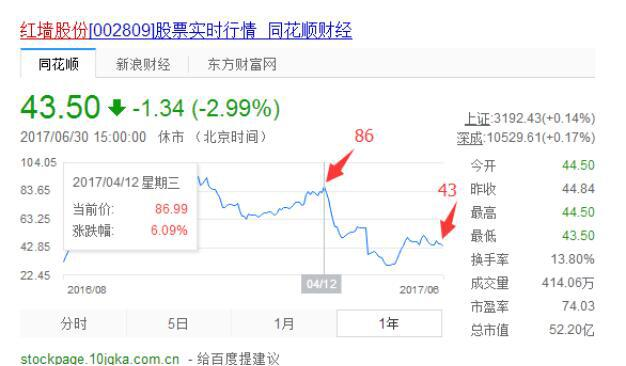 红墙股份[002809]股票实时行情_同花顺财经
同花顺 新浪财经 东方财富网
43.50 -1.34 (-2.99%)
2017/06/30 15:00:00 休市 （北京时间）
上证:3192.43(+0.14%)
深成:10529.61(+0.17%)
86
43
104.05
83.65
63.25
42.85
22.45
2017/04/12 星期三
当前价: 86.99
涨跌幅: 6.09%
2016/08 04/12 2017/06
今开 44.50
昨收 44.84
最高 44.50
最低 43.50
换手率 13.80%
成交量 414.06万
市盈率 74.03
总市值 52.20亿
分时 5日 1月 1年
stockpage.10jqka.com.cn - 给百度提建议